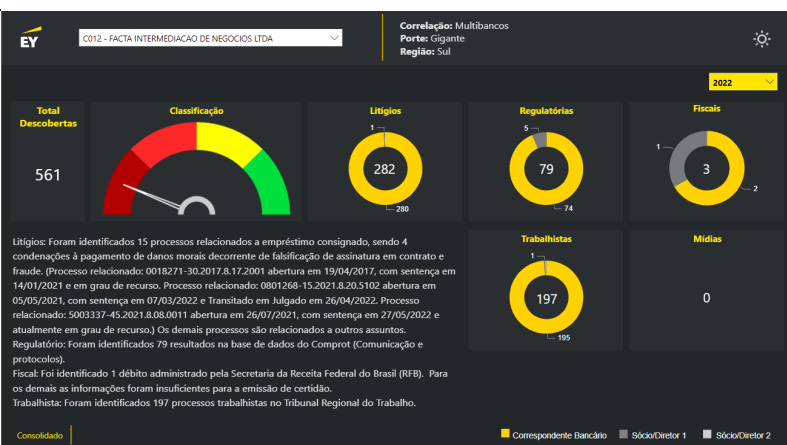 EY
C012 - FACTA INTERMEDIACAO DE NEGOCIOS LTDA
Correlação: Multibancos
Porte: Gigante
Região: Sul
2022
Total
Descobertas
561
Classificação
Litígios
1
282
280
Regulatórias
5
79
74
Fiscais
1
3
2
Litígios: Foram identificados 15 processos relacionados a empréstimo consignado, sendo 4
condenações à pagamento de danos morais decorrente de falsificação de assinatura em contrato e
fraude. (Processo relacionado: 0018271-30.2017.8.17.2001 abertura em 19/04/2017, com sentença em
14/01/2021 e em grau de recurso. Processo relacionado: 0801268-15.2021.8.20.5102 abertura em
05/05/2021, com sentença em 07/03/2022 e Transitado em Julgado em 26/04/2022. Processo
relacionado: 5003337-45.2021.8.08.0011 abertura em 26/07/2021, com sentença em 27/05/2022 e
atualmente em grau de recurso.) Os demais processos são relacionados a outros assuntos.
Regulatório: Foram identificados 79 resultados na base de dados do Comprot (Comunicação e
protocolos).
Fiscal: Foi identificado 1 débito administrado pela Secretaria da Receita Federal do Brasil (RFB). Para
os demais as informações foram insuficientes para a emissão de certidão.
Trabalhista: Foram identificados 197 processos trabalhistas no Tribunal Regional do Trabalho.
Trabalhistas
1
197
195
Mídias
0
Consolidado
Correspondente Bancário
Sócio/Diretor 1
Sócio/Diretor 2